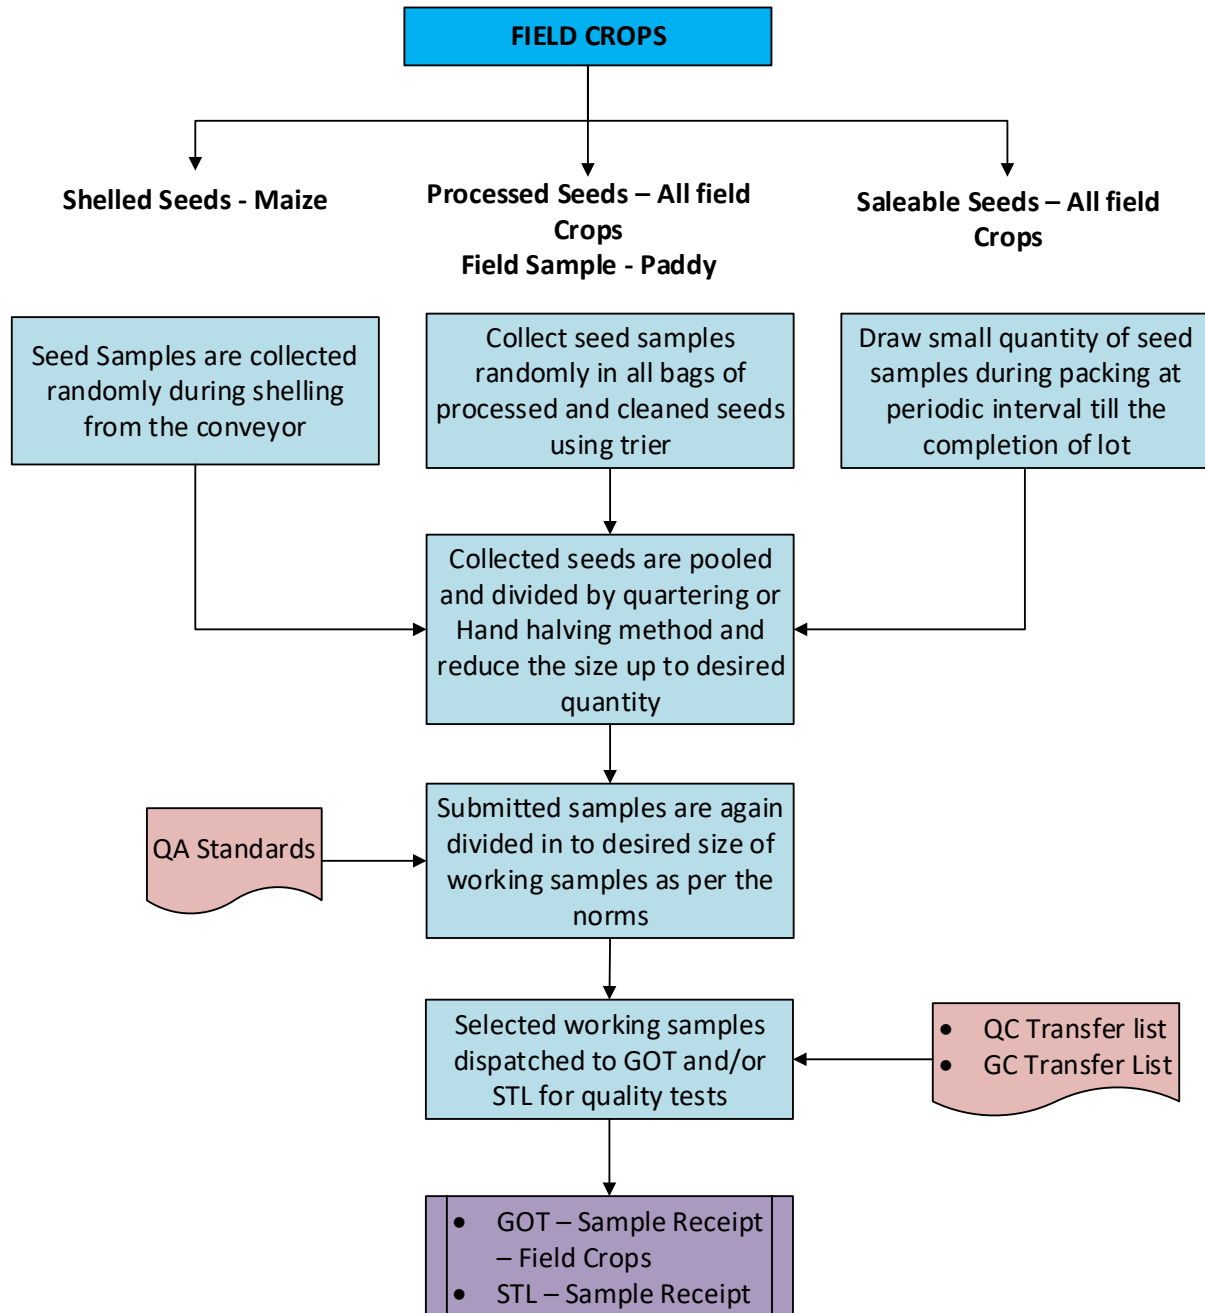 FIELD CROPS
Shelled Seeds - Maize
Processed Seeds – All field
Crops
Field Sample - Paddy
Saleable Seeds – All field
Crops
Seed Samples are collected
randomly during shelling
from the conveyor
Collect seed samples
randomly in all bags of
processed and cleaned seeds
using trier
Draw small quantity of seed
samples during packing at
periodic interval till the
completion of lot
Collected seeds are pooled
and divided by quartering or
Hand halving method and
reduce the size up to desired
quantity
QA Standards
Submitted samples are again
divided in to desired size of
working samples as per the
norms
Selected working samples
dispatched to GOT and/or
STL for quality tests
• QC Transfer list
• GC Transfer List
• GOT – Sample Receipt
– Field Crops
• STL – Sample Receipt